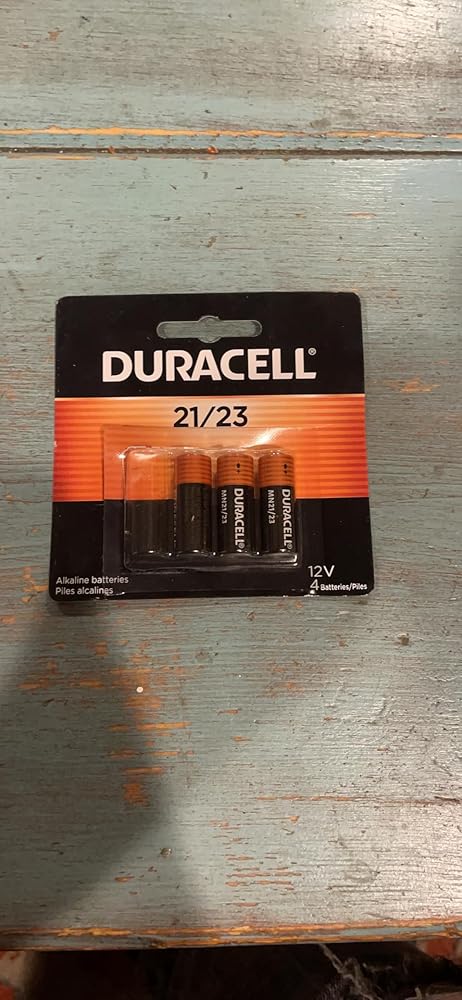 DURACELL®
21/23
DURACELL®
MN21/23
DURACELL®
MN21/23
Alkaline batteries
Piles alcalines
12V
4 Batteries/Piles